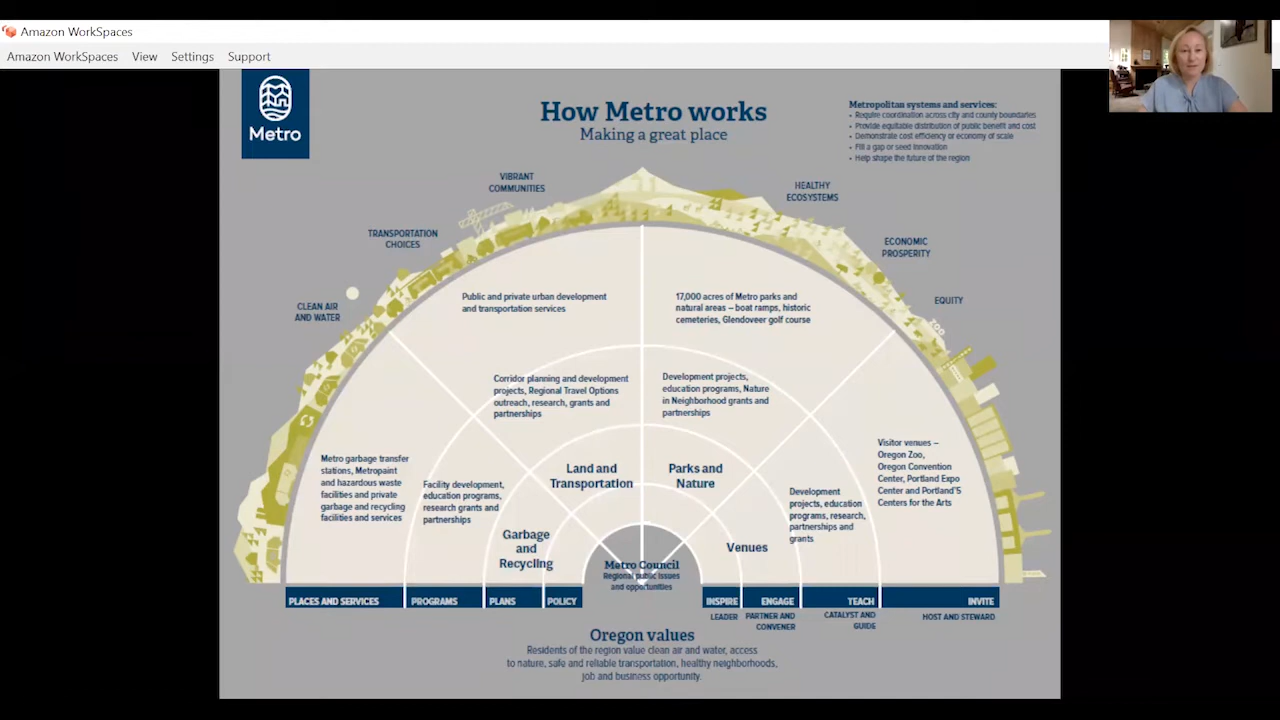 Amazon WorkSpaces
Amazon WorkSpaces View Settings Support
Metro
How Metro works
Making a great place
Metropolitan systems and services:
• Require coordination across city and county boundaries
• Provide equitable distribution of public benefit and cost
• Demonstrate cost efficiency or economy of scale
• Fill a gap or seed innovation
• Help shape the future of the region
VIBRANT
COMMUNITIES
HEALTHY
ECOSYSTEMS
TRANSPORTATION
CHOICES
ECONOMIC
PROSPERITY
CLEAN AIR
AND WATER
EQUITY
ZOO
Public and private urban development
and transportation services
17,000 acres of Metro parks and
natural areas – boat ramps, historic
cemeteries, Glendoveer golf course
Corridor planning and development
projects, Regional Travel Options
outreach, research, grants and
partnerships
Development projects,
education programs, Nature
in Neighborhood grants and
partnerships
Metro garbage transfer
stations, Metropaint
and hazardous waste
facilities and private
garbage and recycling
facilities and services
Facility development,
education programs,
research grants and
partnerships
Land and
Transportation
Parks and
Nature
Garbage
and
Recycling
Venues
Development
projects, education
programs, research,
partnerships and
grants
Visitor venues –
Oregon Zoo,
Oregon Convention
Center, Portland Expo
Center and Portland'5
Centers for the Arts
Metro Council
Regional public issues
and opportunities
PLACES AND SERVICES
PROGRAMS
PLANS
POLICY
INSPIRE
ENGAGE
TEACH
INVITE
LEADER
PARTNER AND
CONVENER
CATALYST AND
GUIDE
HOST AND STEWARD
Oregon values
Residents of the region value clean air and water, access
to nature, safe and reliable transportation, healthy neighborhoods,
job and business opportunity.